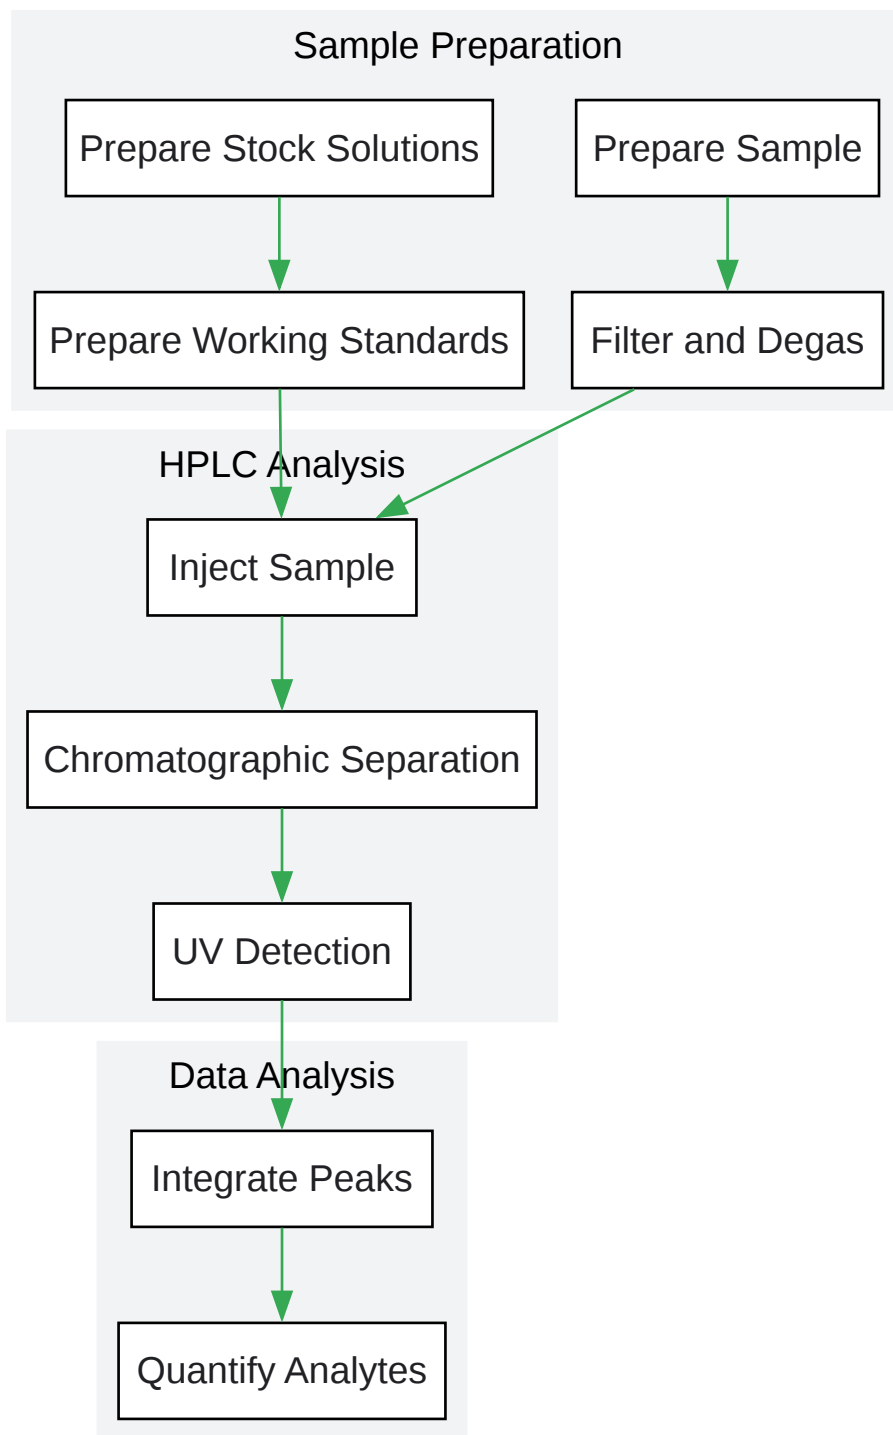 Sample Preparation
Prepare Stock Solutions
Prepare Sample
Prepare Working Standards
Filter and Degas
HPLC Analysis
Inject Sample
Chromatographic Separation
UV Detection
Data Analysis
Integrate Peaks
Quantify Analytes